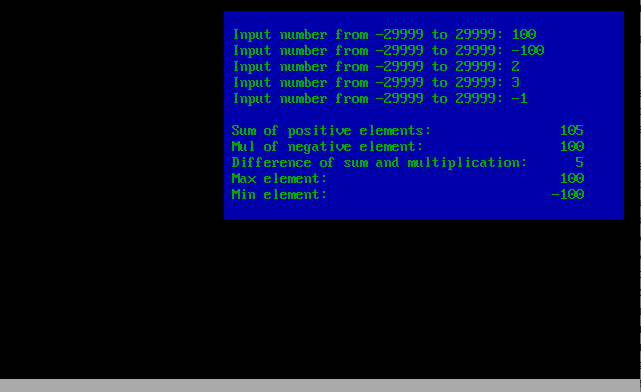 Input number from -29999 to 29999: 100
Input number from -29999 to 29999: -100
Input number from -29999 to 29999: 2
Input number from -29999 to 29999: 3
Input number from -29999 to 29999: -1
Sum of positive elements: 105
Mul of negative element: 100
Difference of sum and multiplication: 5
Max element: 100
Min element: -100